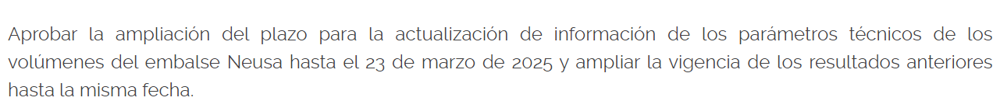 Aprobar la ampliación del plazo para la actualización de información de los parámetros técnicos de los
volúmenes del embalse Neusa hasta el 23 de marzo de 2025 y ampliar la vigencia de los resultados anteriores
hasta la misma fecha.